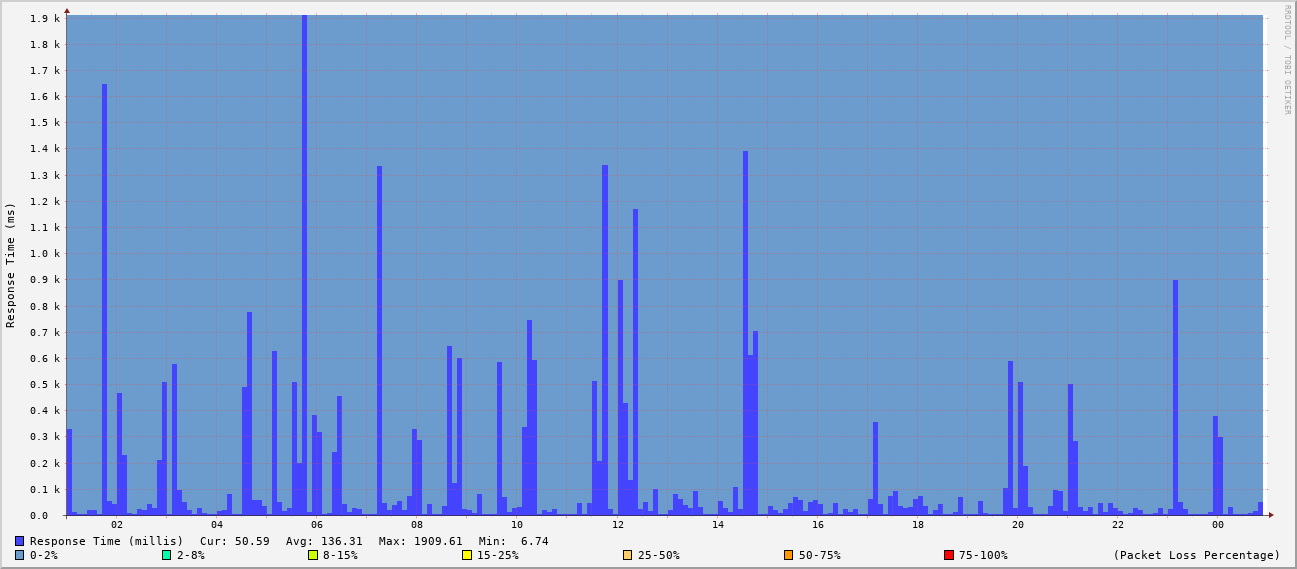 RRDTOOL / TOBI OETIKER
Response Time (ms)
1.9 k
1.8 k
1.7 k
1.6 k
1.5 k
1.4 k
1.3 k
1.2 k
1.1 k
1.0 k
0.9 k
0.8 k
0.7 k
0.6 k
0.5 k
0.4 k
0.3 k
0.2 k
0.1 k
0.0
02 04 06 08 10 12 14 16 18 20 22 00
Response Time (millis) Cur: 50.59 Avg: 136.31 Max: 1909.61 Min: 6.74
0-2% 2-8% 8-15% 15-25% 25-50% 50-75% 75-100% (Packet Loss Percentage)